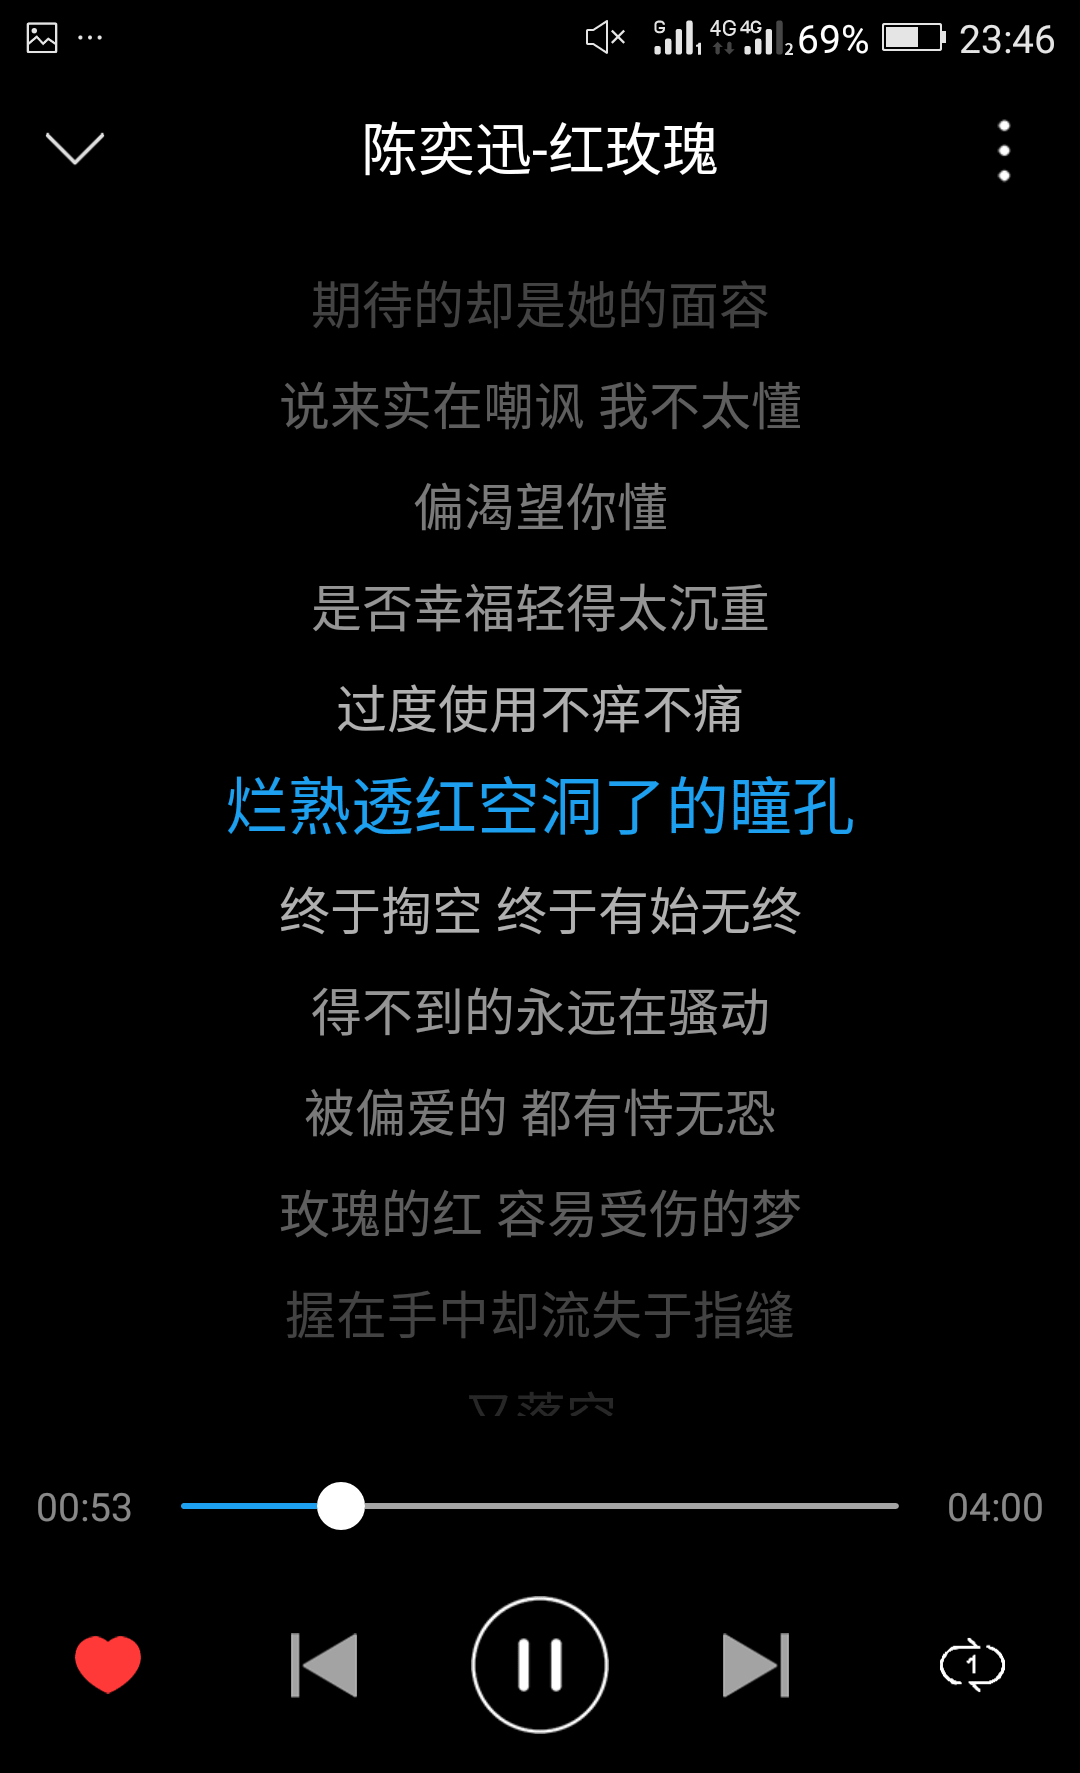 G 1 4G 4G 2 69% 23:46
陈奕迅-红玫瑰
期待的却是她的面容
说来实在嘲讽 我不太懂
偏渴望你懂
是否幸福轻得太沉重
过度使用不痒不痛
烂熟透红空洞了的瞳孔
终于掏空 终于有始无终
得不到的永远在骚动
被偏爱的 都有恃无恐
玫瑰的红 容易受伤的梦
握在手中却流失于指缝
又落空
00:53 04:00
1